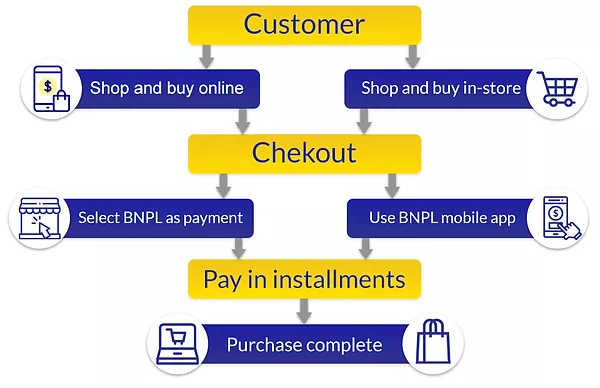 Customer
Shop and buy online
Shop and buy in-store
Chekout
Select BNPL as payment
Use BNPL mobile app
Pay in installments
Purchase complete